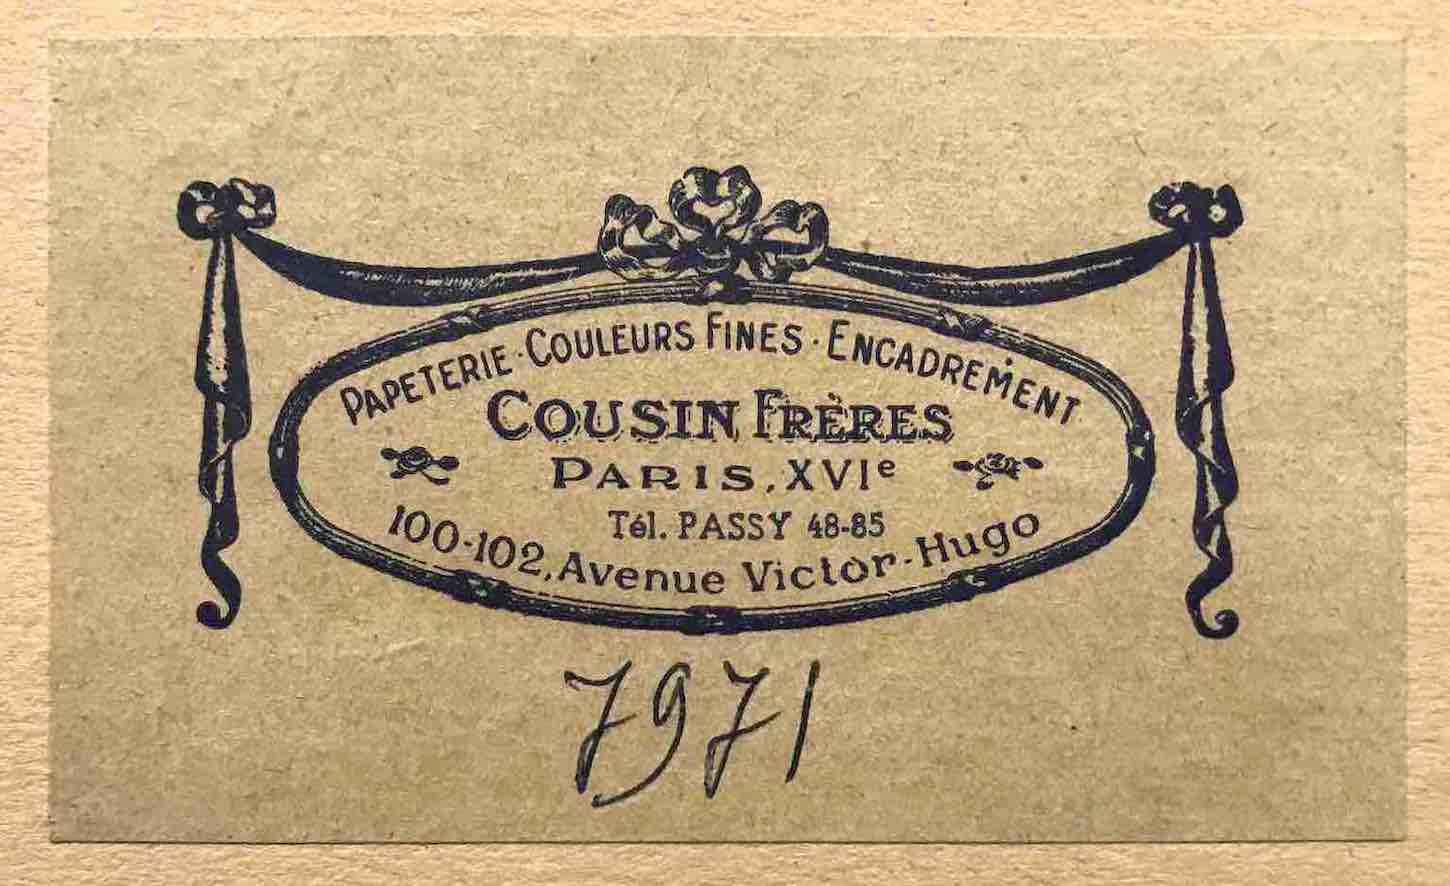 PAPETERIE · COULEURS FINES · ENCADREMENT
COUSIN FRÈRES
PARIS, XVIe
Tél. PASSY 48-85
100-102, Avenue Victor-Hugo
7971